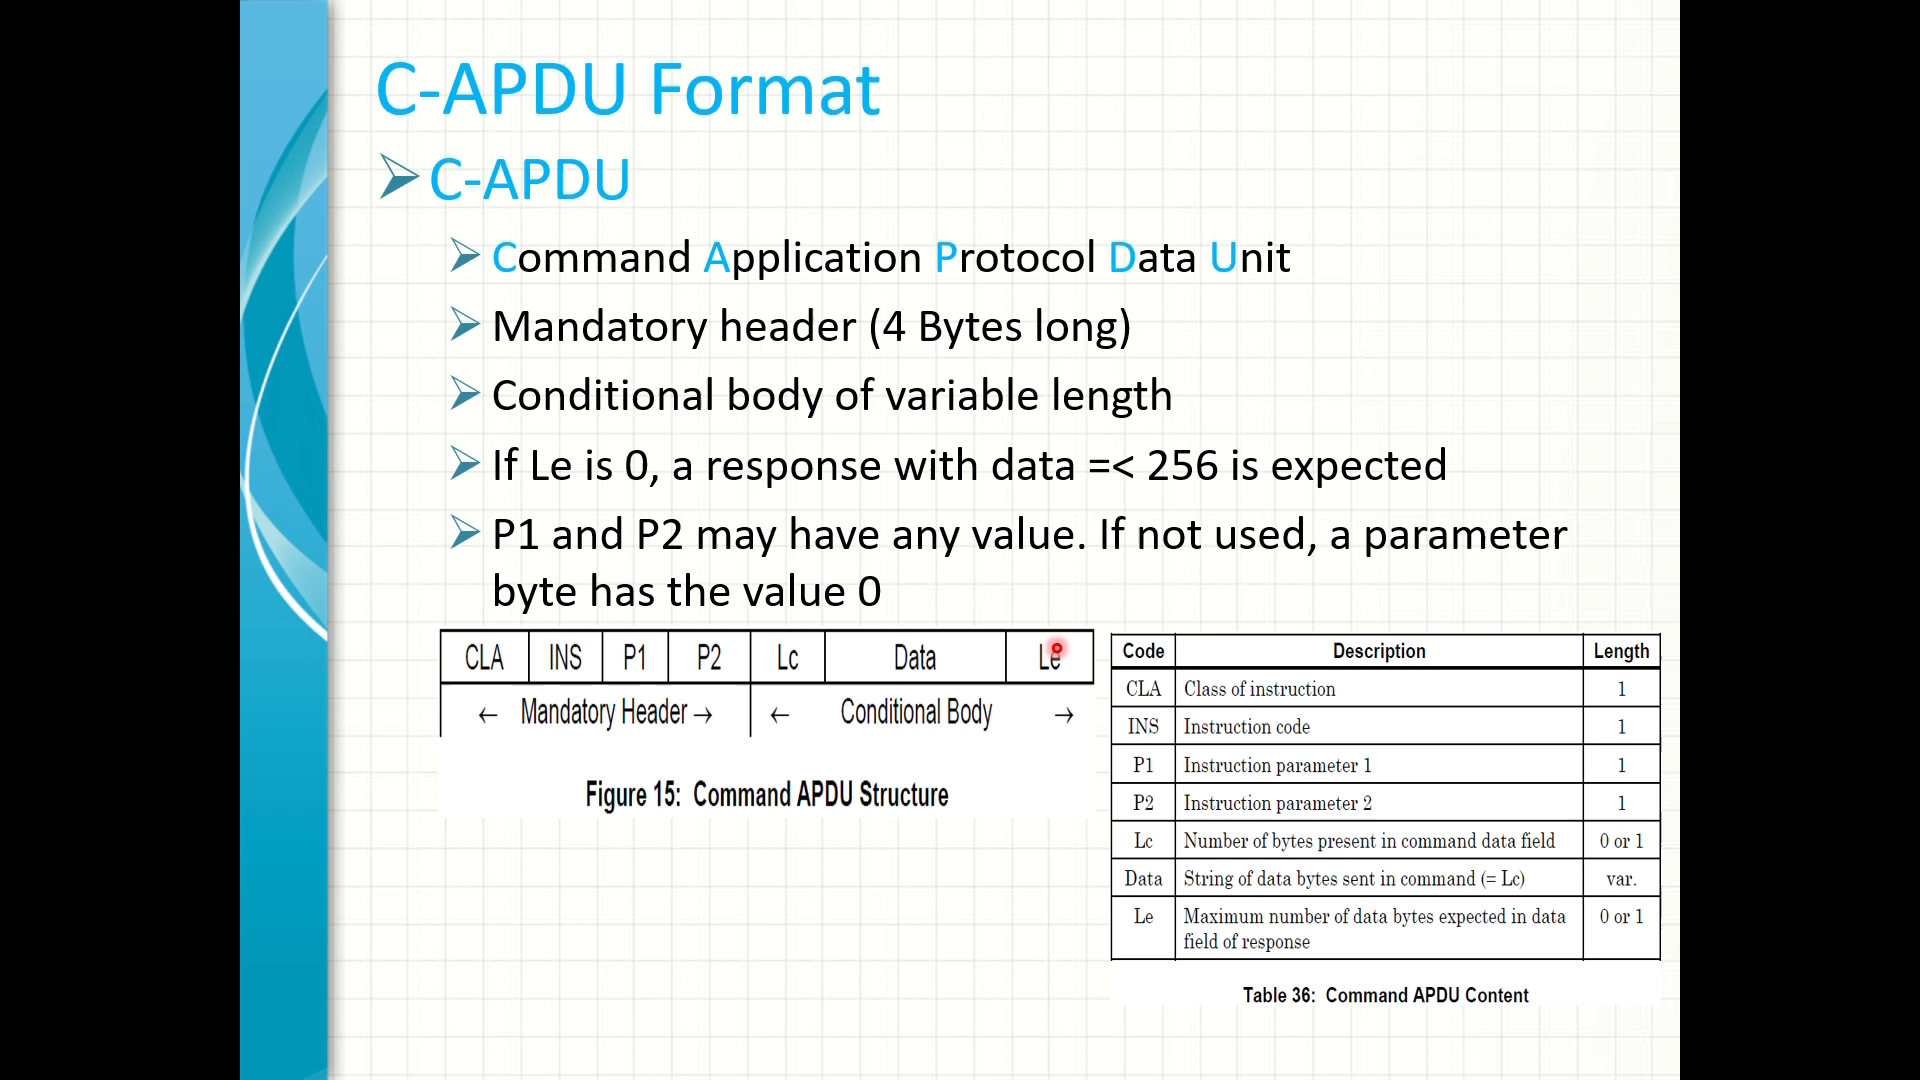 C-APDU Format
C-APDU
Command Application Protocol Data Unit
Mandatory header (4 Bytes long)
Conditional body of variable length
If Le is 0, a response with data =< 256 is expected
P1 and P2 may have any value. If not used, a parameter
byte has the value 0
CLA INS P1 P2 Lc Data Le
← Mandatory Header → ← Conditional Body →
Figure 15: Command APDU Structure
Code Description Length
CLA Class of instruction 1
INS Instruction code 1
P1 Instruction parameter 1 1
P2 Instruction parameter 2 1
Lc Number of bytes present in command data field 0 or 1
Data String of data bytes sent in command (= Lc) var.
Le Maximum number of data bytes expected in data 0 or 1
field of response
Table 36: Command APDU Content